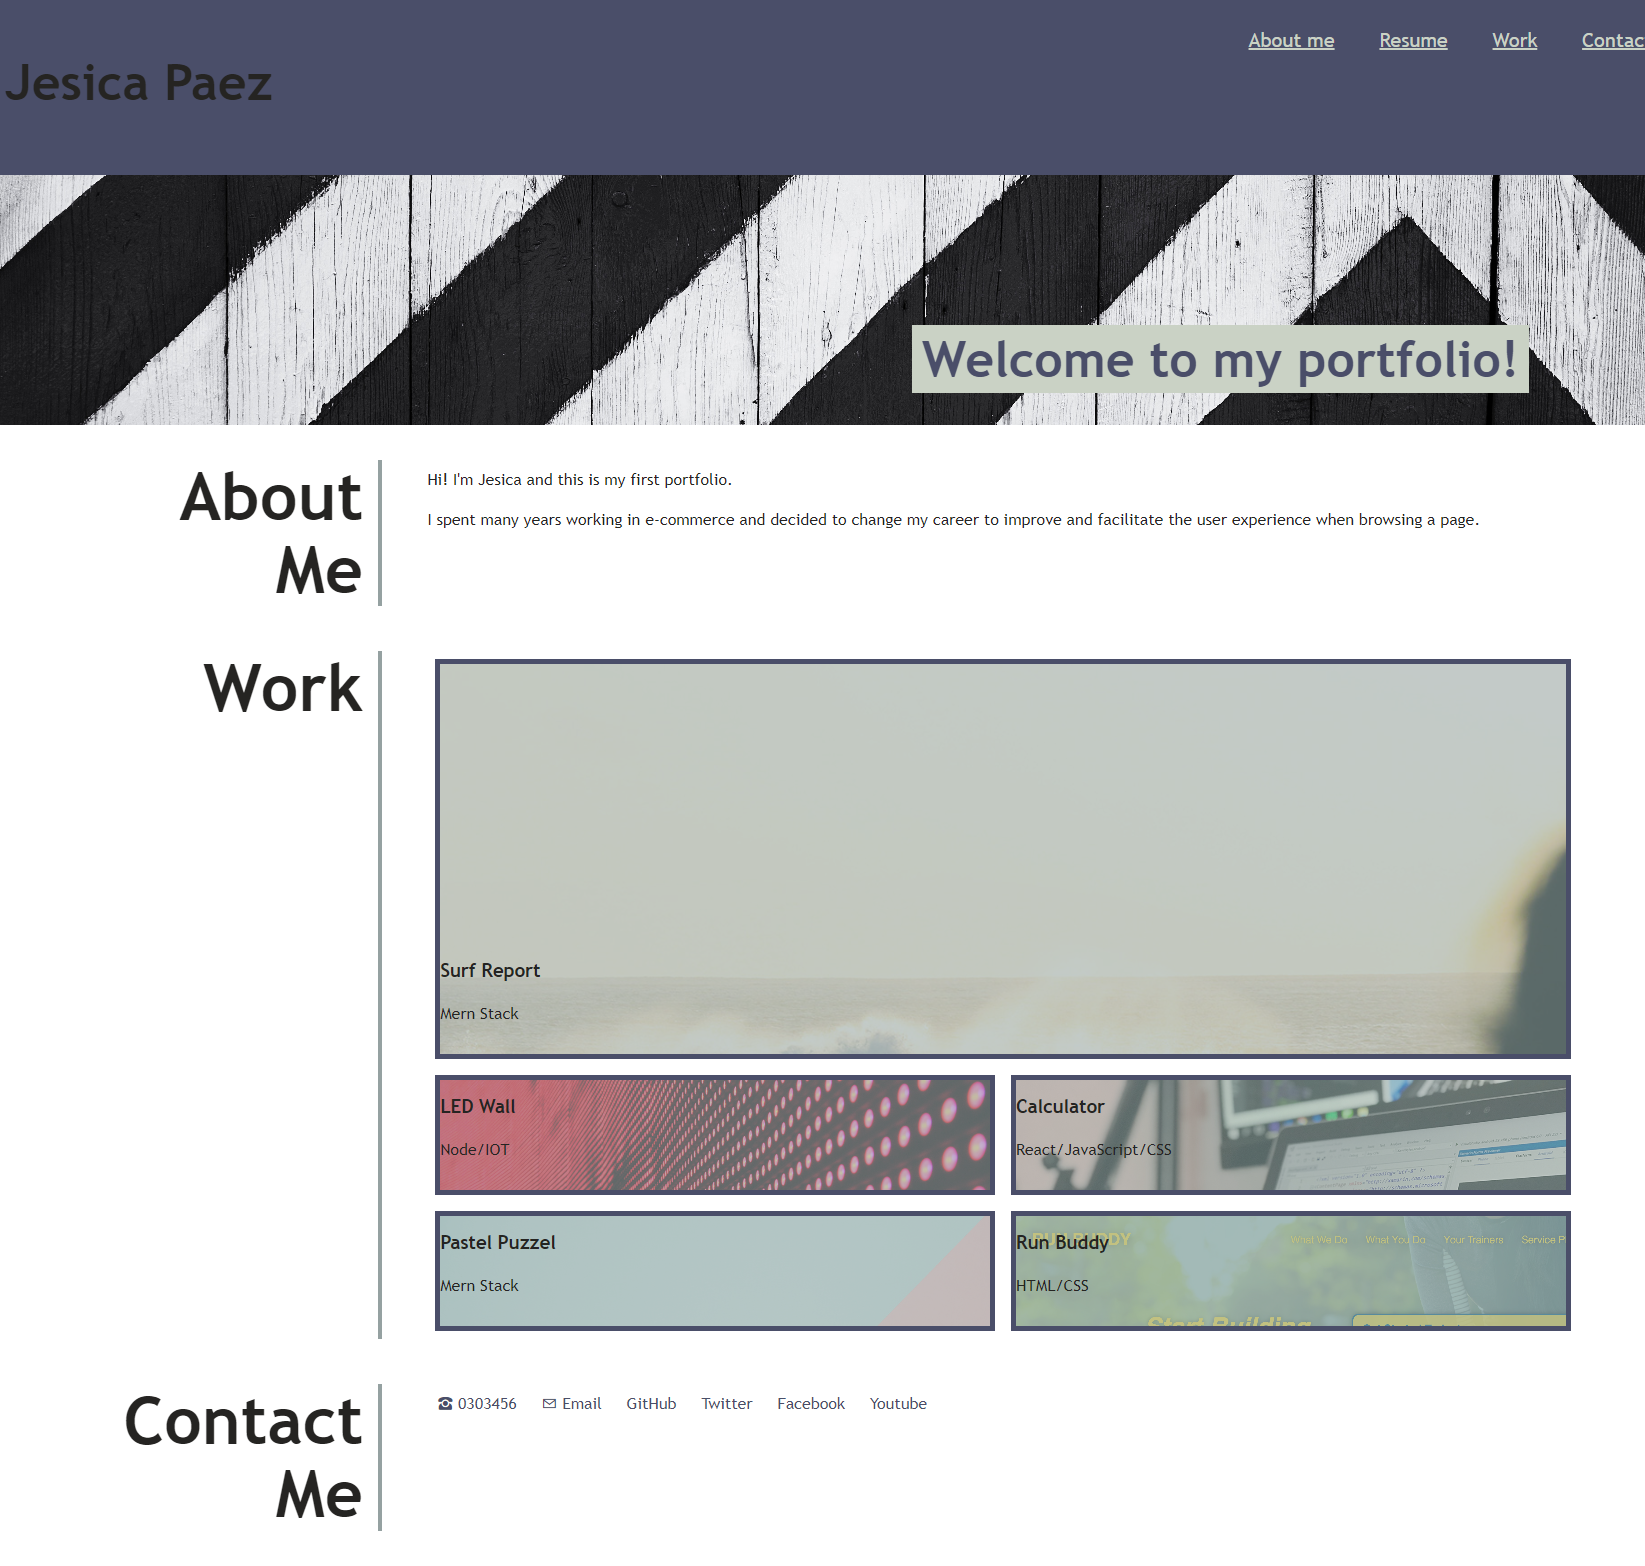 About me Resume Work Contac
Jesica Paez
Welcome to my portfolio!
About
Me
Hi! I'm Jesica and this is my first portfolio.
I spent many years working in e-commerce and decided to change my career to improve and facilitate the user experience when browsing a page.
Work
Surf Report
Mern Stack
LED Wall
Node/IOT
Calculator
React/JavaScript/CSS
Pastel Puzzel
Mern Stack
Run Buddy
What We Do What You Do Your Trainers Service P
HTML/CSS
Start Building
Contact
Me
0303456 Email GitHub Twitter Facebook Youtube